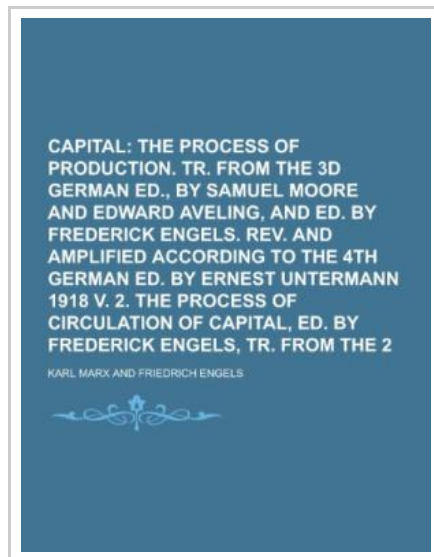 CAPITAL: THE PROCESS OF
PRODUCTION. TR. FROM THE 3D
GERMAN ED., BY SAMUEL MOORE
AND EDWARD AVELING, AND ED. BY
FREDERICK ENGELS. REV. AND
AMPLIFIED ACCORDING TO THE 4TH
GERMAN ED. BY ERNEST UNTERMANN
1918 V. 2. THE PROCESS OF
CIRCULATION OF CAPITAL, ED. BY
FREDERICK ENGELS, TR. FROM THE 2
KARL MARX AND FRIEDRICH ENGELS